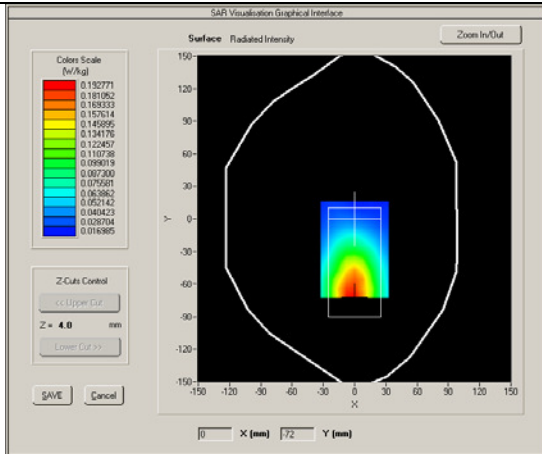 SAR Visualisation Graphical Interface
Surface Radiated Intensity
Zoom In/Out
Colors Scale
(W/kg)
0.192771
0.181052
0.169333
0.157614
0.145895
0.134176
0.122457
0.110738
0.099019
0.087300
0.075581
0.063862
0.052142
0.040423
0.028704
0.016985
150
120
90
60
30
0
-30
-60
-90
-120
-150
Y
-150 -120 -90 -60 -30 0 30 60 90 120 150
X
Z-Cuts Control
<< Upper Cut
Z = 4.0 mm
Lower Cut >>
SAVE Cancel
0 X (mm) -72 Y (mm)